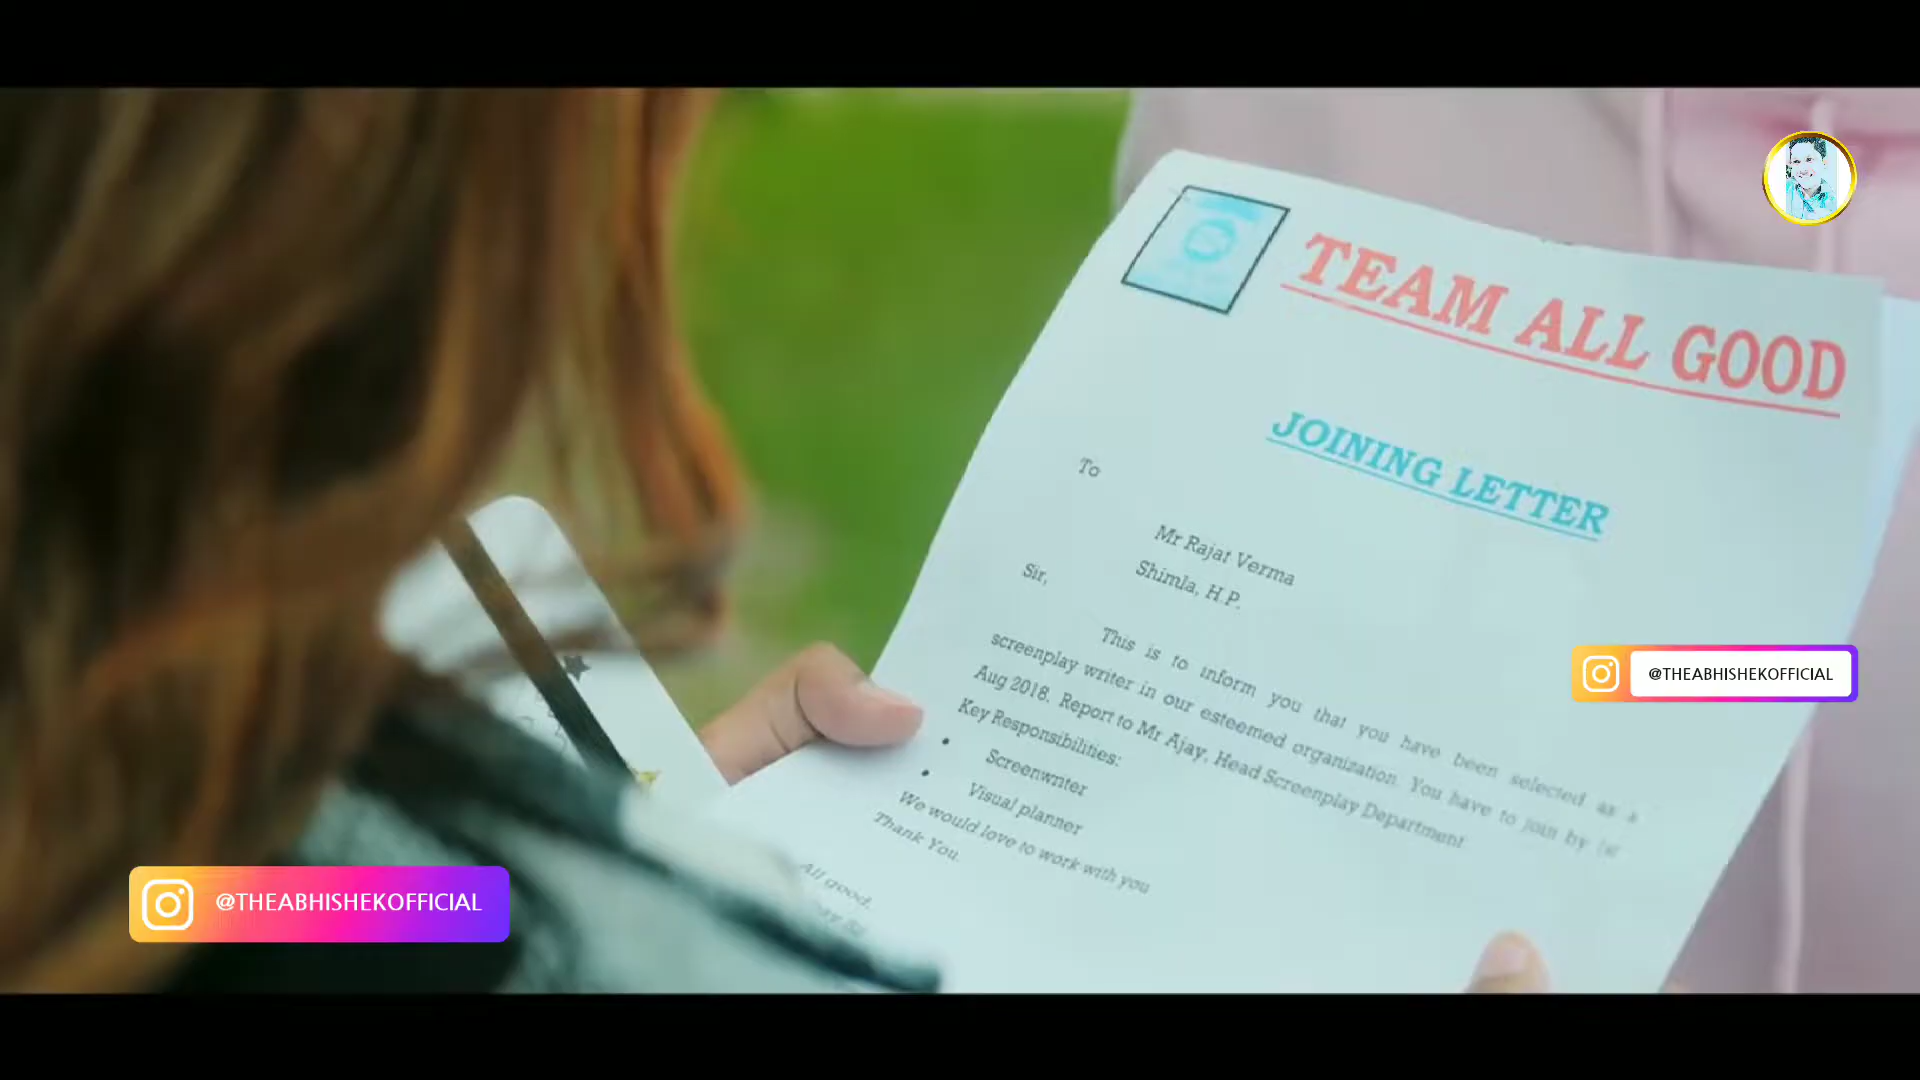 TEAM ALL GOOD
JOINING LETTER
To
Mr Rajat Verma
Shimla, H.P.
Sir,
This is to inform you that you have been selected as a
screenplay writer in our esteemed organization. You have to join by 1st
Aug 2018. Report to Mr Ajay, Head Screenplay Department
Key Responsibilities:
• Screenwriter
• Visual planner
We would love to work with you
Thank You.
All good,
@THEABHISHEKOFFICIAL
@THEABHISHEKOFFICIAL